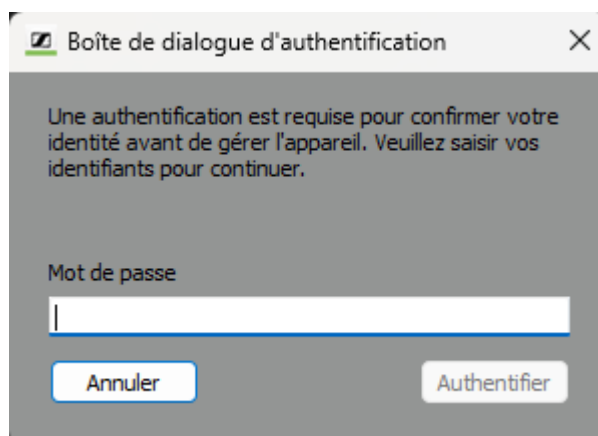 Boîte de dialogue d'authentification
Une authentification est requise pour confirmer votre
identité avant de gérer l'appareil. Veuillez saisir vos
identifiants pour continuer.
Mot de passe
Annuler
Authentifier